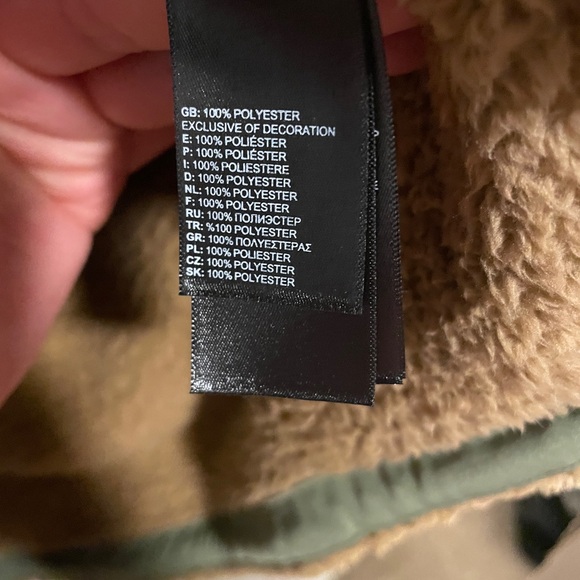 GB: 100% POLYESTER
EXCLUSIVE OF DECORATION
E: 100% POLIÉSTER
P: 100% POLIÉSTER
I: 100% POLIESTERE
D: 100% POLYESTER
NL: 100% POLYESTER
F: 100% POLYESTER
RU: 100% ПОЛИЭСТЕР
TR: %100 POLYESTER
GR: 100% ΠΟΛΥΕΣΤΕΡΑΣ
PL: 100% POLIESTER
CZ: 100% POLYESTER
SK: 100% POLYESTER